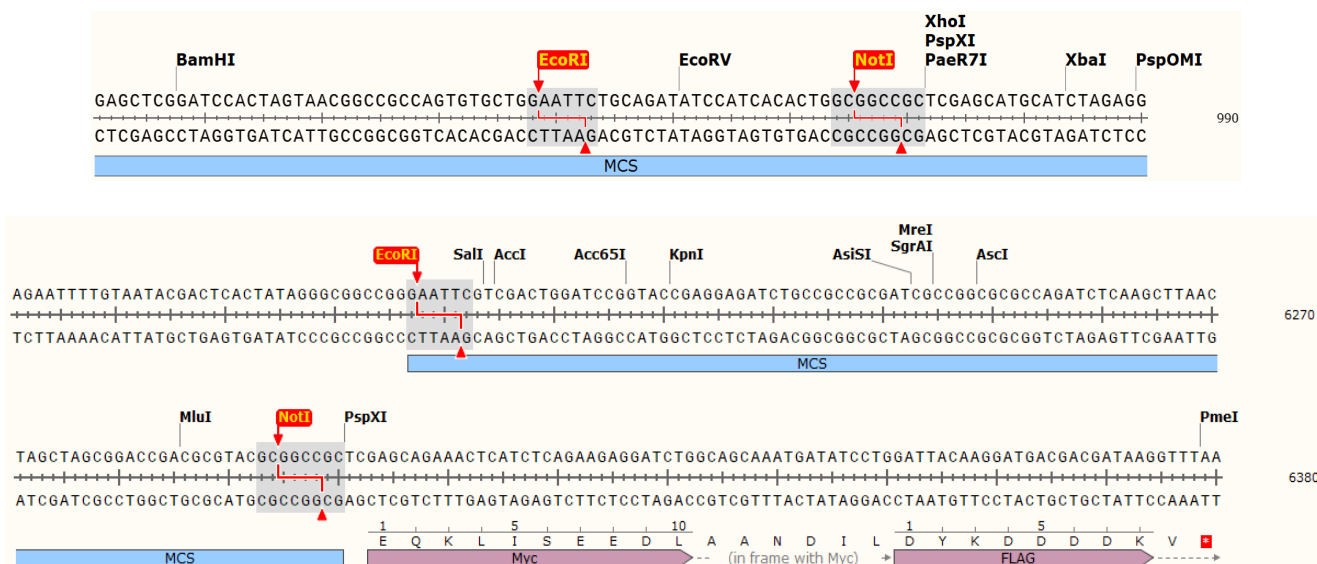 XhoI
PspXI
BamHI EcoRI EcoRV NotI PaeR7I XbaI PspOMI
GAGCTCGGATCCACTAGTAACGGCCGCCAGTGTGCTGGAATTCTGCAGATATCCATCACACTGGCGGCCGCTCGAGCATGCATCTAGAGG
990
CTCGAGCCTAGGTGATCATTGCCGGCGGTCACACGACCTTAAGACGTCTATAGGTAGTGTGACCGCCGGCGAGCTCGTACGTAGATCTCC
MCS
MreI
EcoRI SalI AccI Acc65I KpnI AsiSI SgrAI AscI
AGAATTTTGTAATACGACTCACTATAGGGCGGCCGGGAATTCGTCGACTGGATCCGGTACCGAGGAGATCTGCCGCCGCGATCGCCGGCGCGCCAGATCTCAAGCTTAAC
6270
TCTTAAAACATTATGCTGAGTGATATCCCGCCGGCCCTTAAGCAGCTGACCTAGGCCATGGCTCCTCTAGACGGCGGCGCTAGCGGCCGCGCGGTCTAGAGTTCGAATTG
MCS
MluI NotI PspXI PmeI
TAGCTAGCGGACCGACGCGTACGCGGCCGCTCGAGCAGAAACTCATCTCAGAAGAGGATCTGGCAGCAAATGATATCCTGGATTACAAGGATGACGACGATAAGGTTTAA
6380
ATCGATCGCCTGGCTGCGCATGCGCCGGCGAGCTCGTCTTTGAGTAGAGTCTTCTCCTAGACCGTCGTTTACTATAGGACCTAATGTTCCTACTGCTGCTATTCCAAATT
1 5 10 1 5
E Q K L I S E E D L A A N D I L D Y K D D D D K V *
MCS Myc (in frame with Myc) FLAG